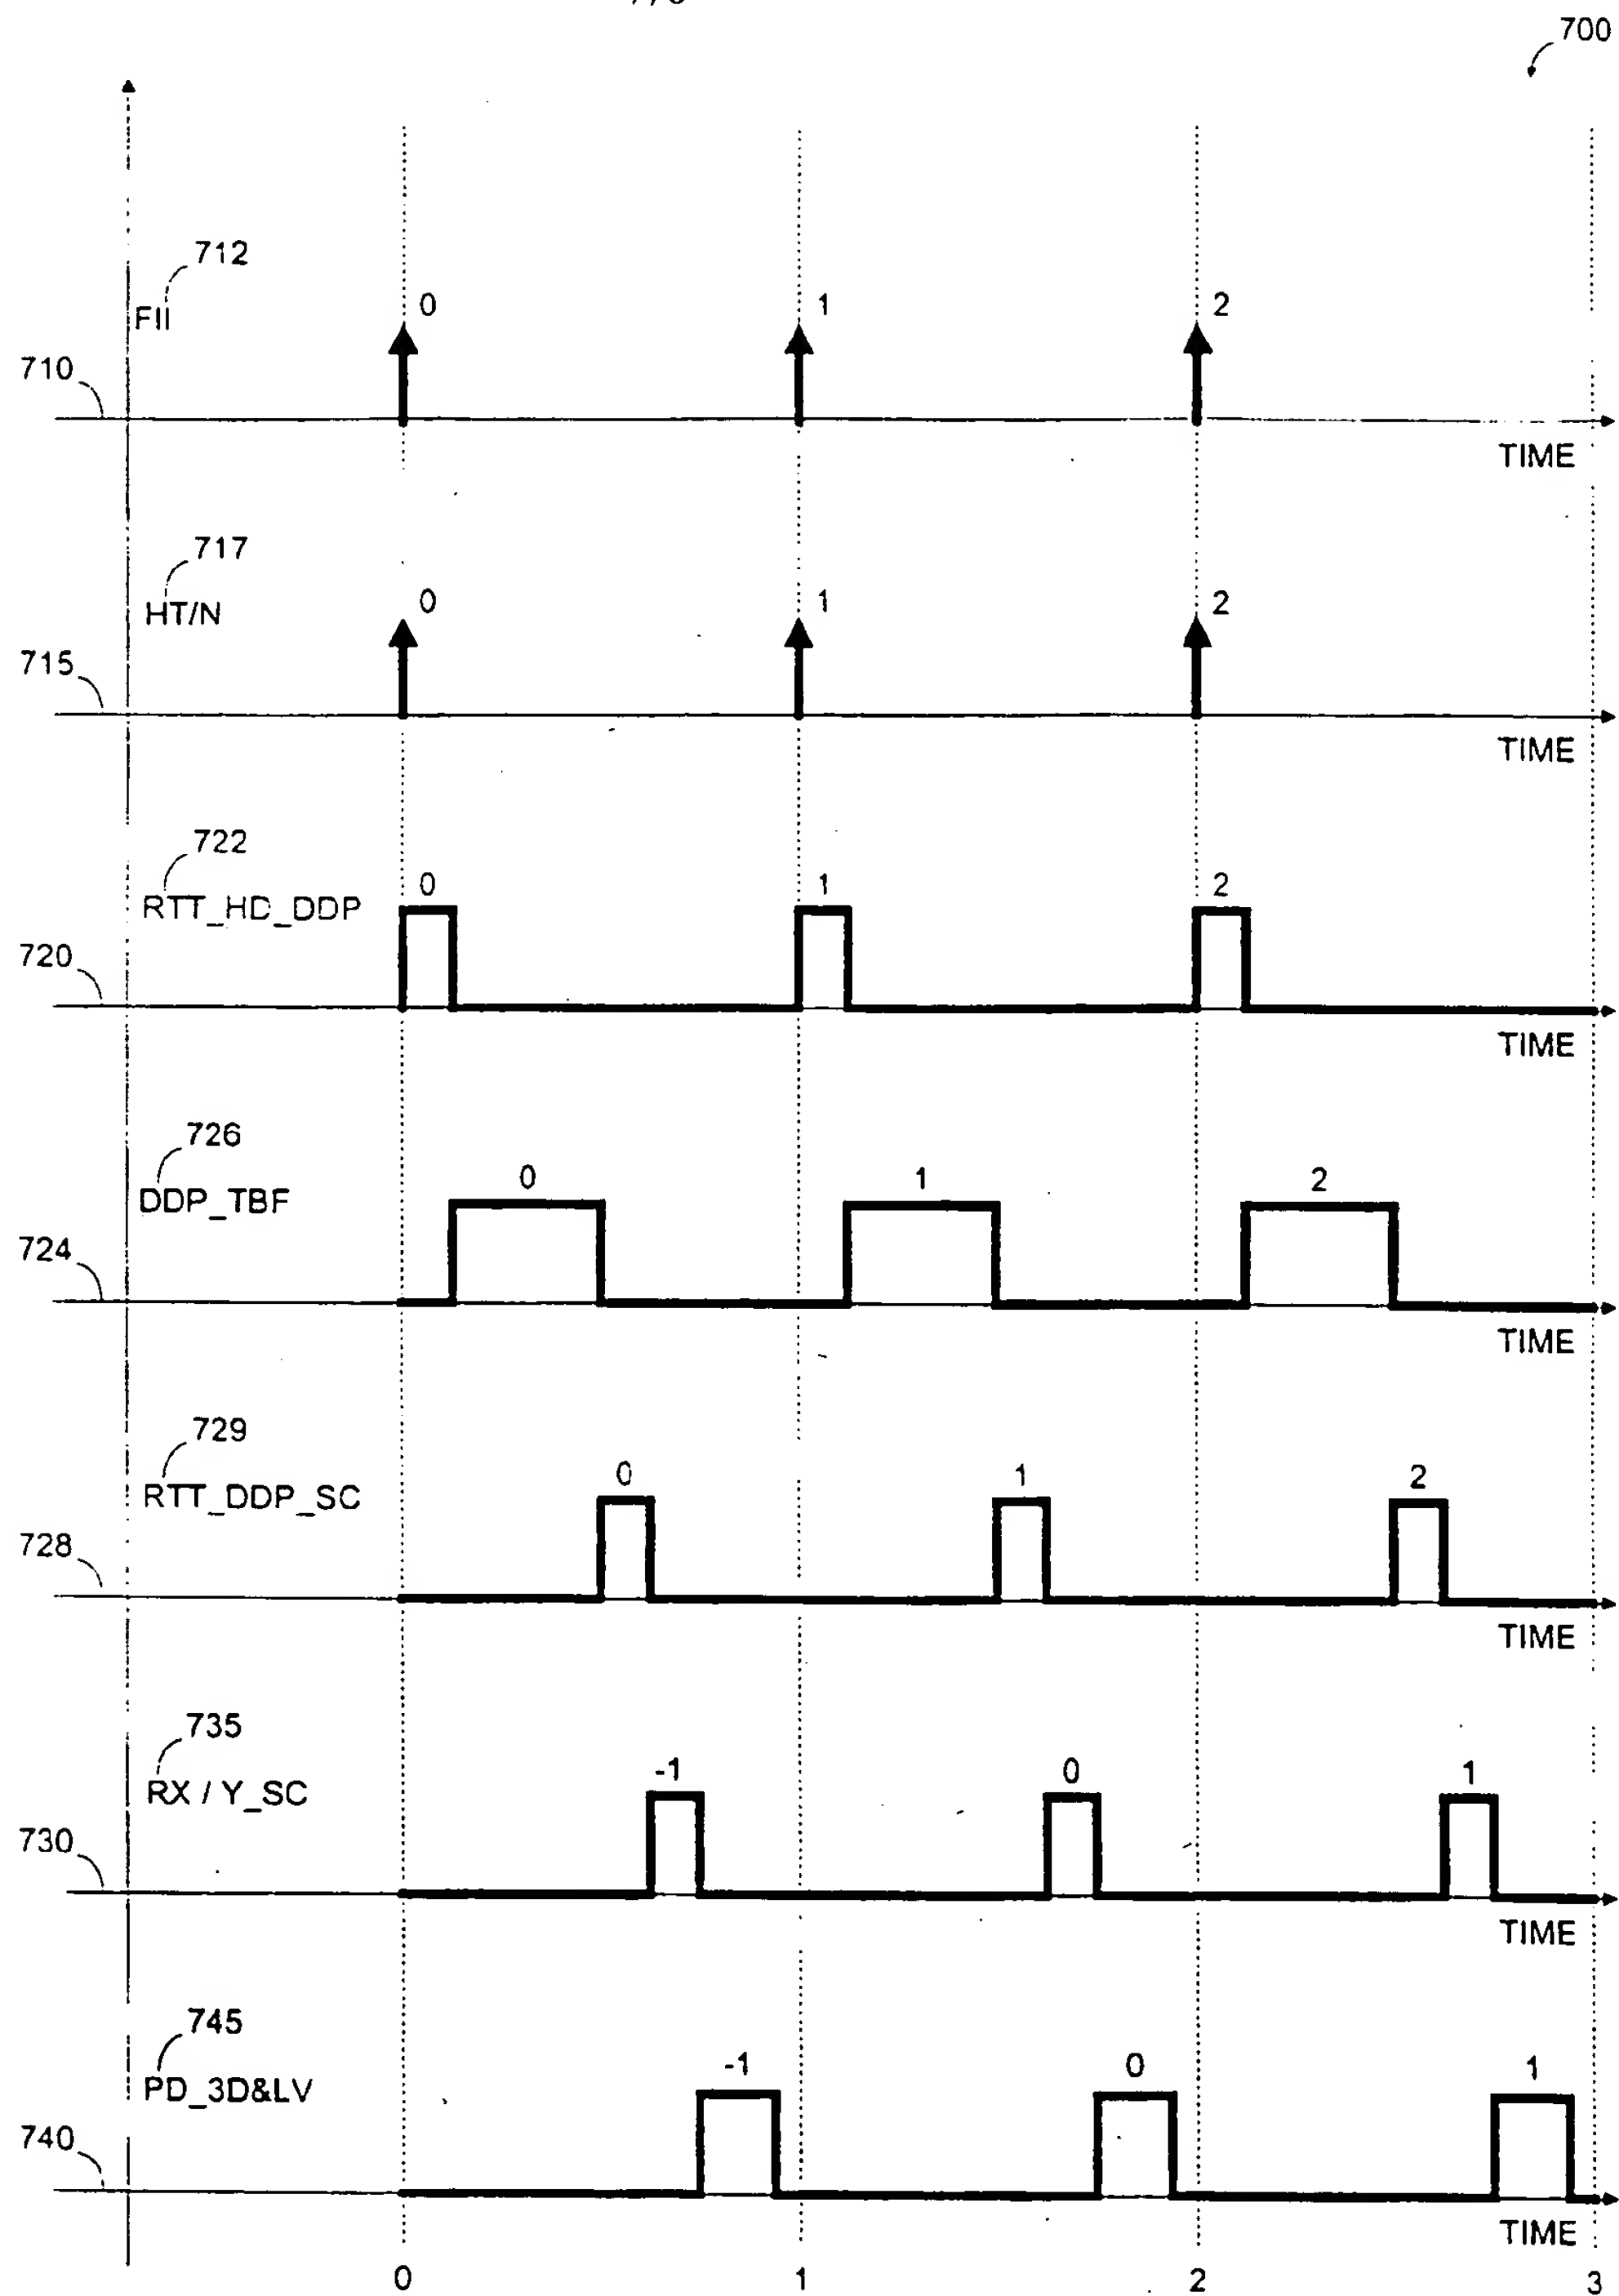 700
712
FII
0
1
2
710
TIME
717
HT/N
0
1
2
715
TIME
722
RTT_HD_DDP
0
1
2
720
TIME
726
DDP_TBF
0
1
2
724
TIME
729
RTT_DDP_SC
0
1
2
728
TIME
735
RX / Y_SC
-1
0
1
730
TIME
745
PD_3D&LV
-1
0
1
740
TIME
0
1
2
3